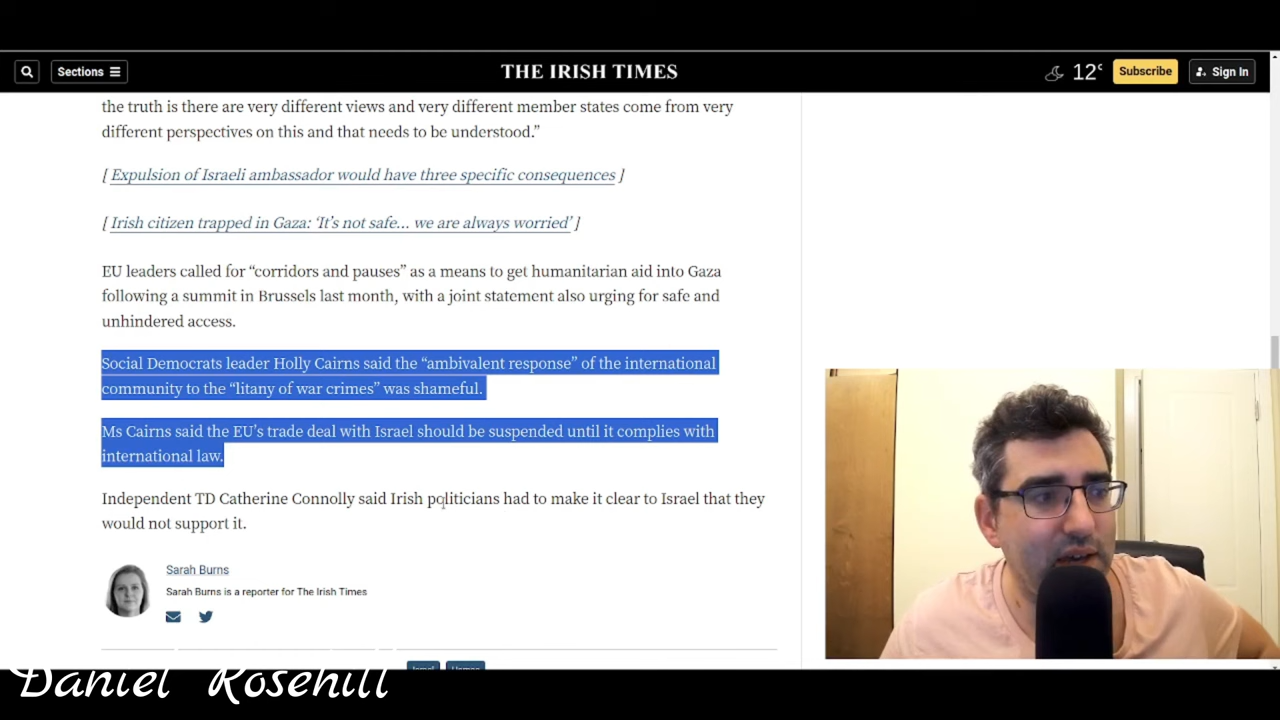 Sections
THE IRISH TIMES
12c
Subscribe
Sign In
the truth is there are very different views and very different member states come from very
different perspectives on this and that needs to be understood.”
[ Expulsion of Israeli ambassador would have three specific consequences ]
[ Irish citizen trapped in Gaza: ‘It’s not safe... we are always worried’ ]
EU leaders called for “corridors and pauses” as a means to get humanitarian aid into Gaza
following a summit in Brussels last month, with a joint statement also urging for safe and
unhindered access.
Social Democrats leader Holly Cairns said the “ambivalent response” of the international
community to the “litany of war crimes” was shameful.
Ms Cairns said the EU’s trade deal with Israel should be suspended until it complies with
international law.
Independent TD Catherine Connolly said Irish politicians had to make it clear to Israel that they
would not support it.
Sarah Burns
Sarah Burns is a reporter for The Irish Times
Daniel Rosehill